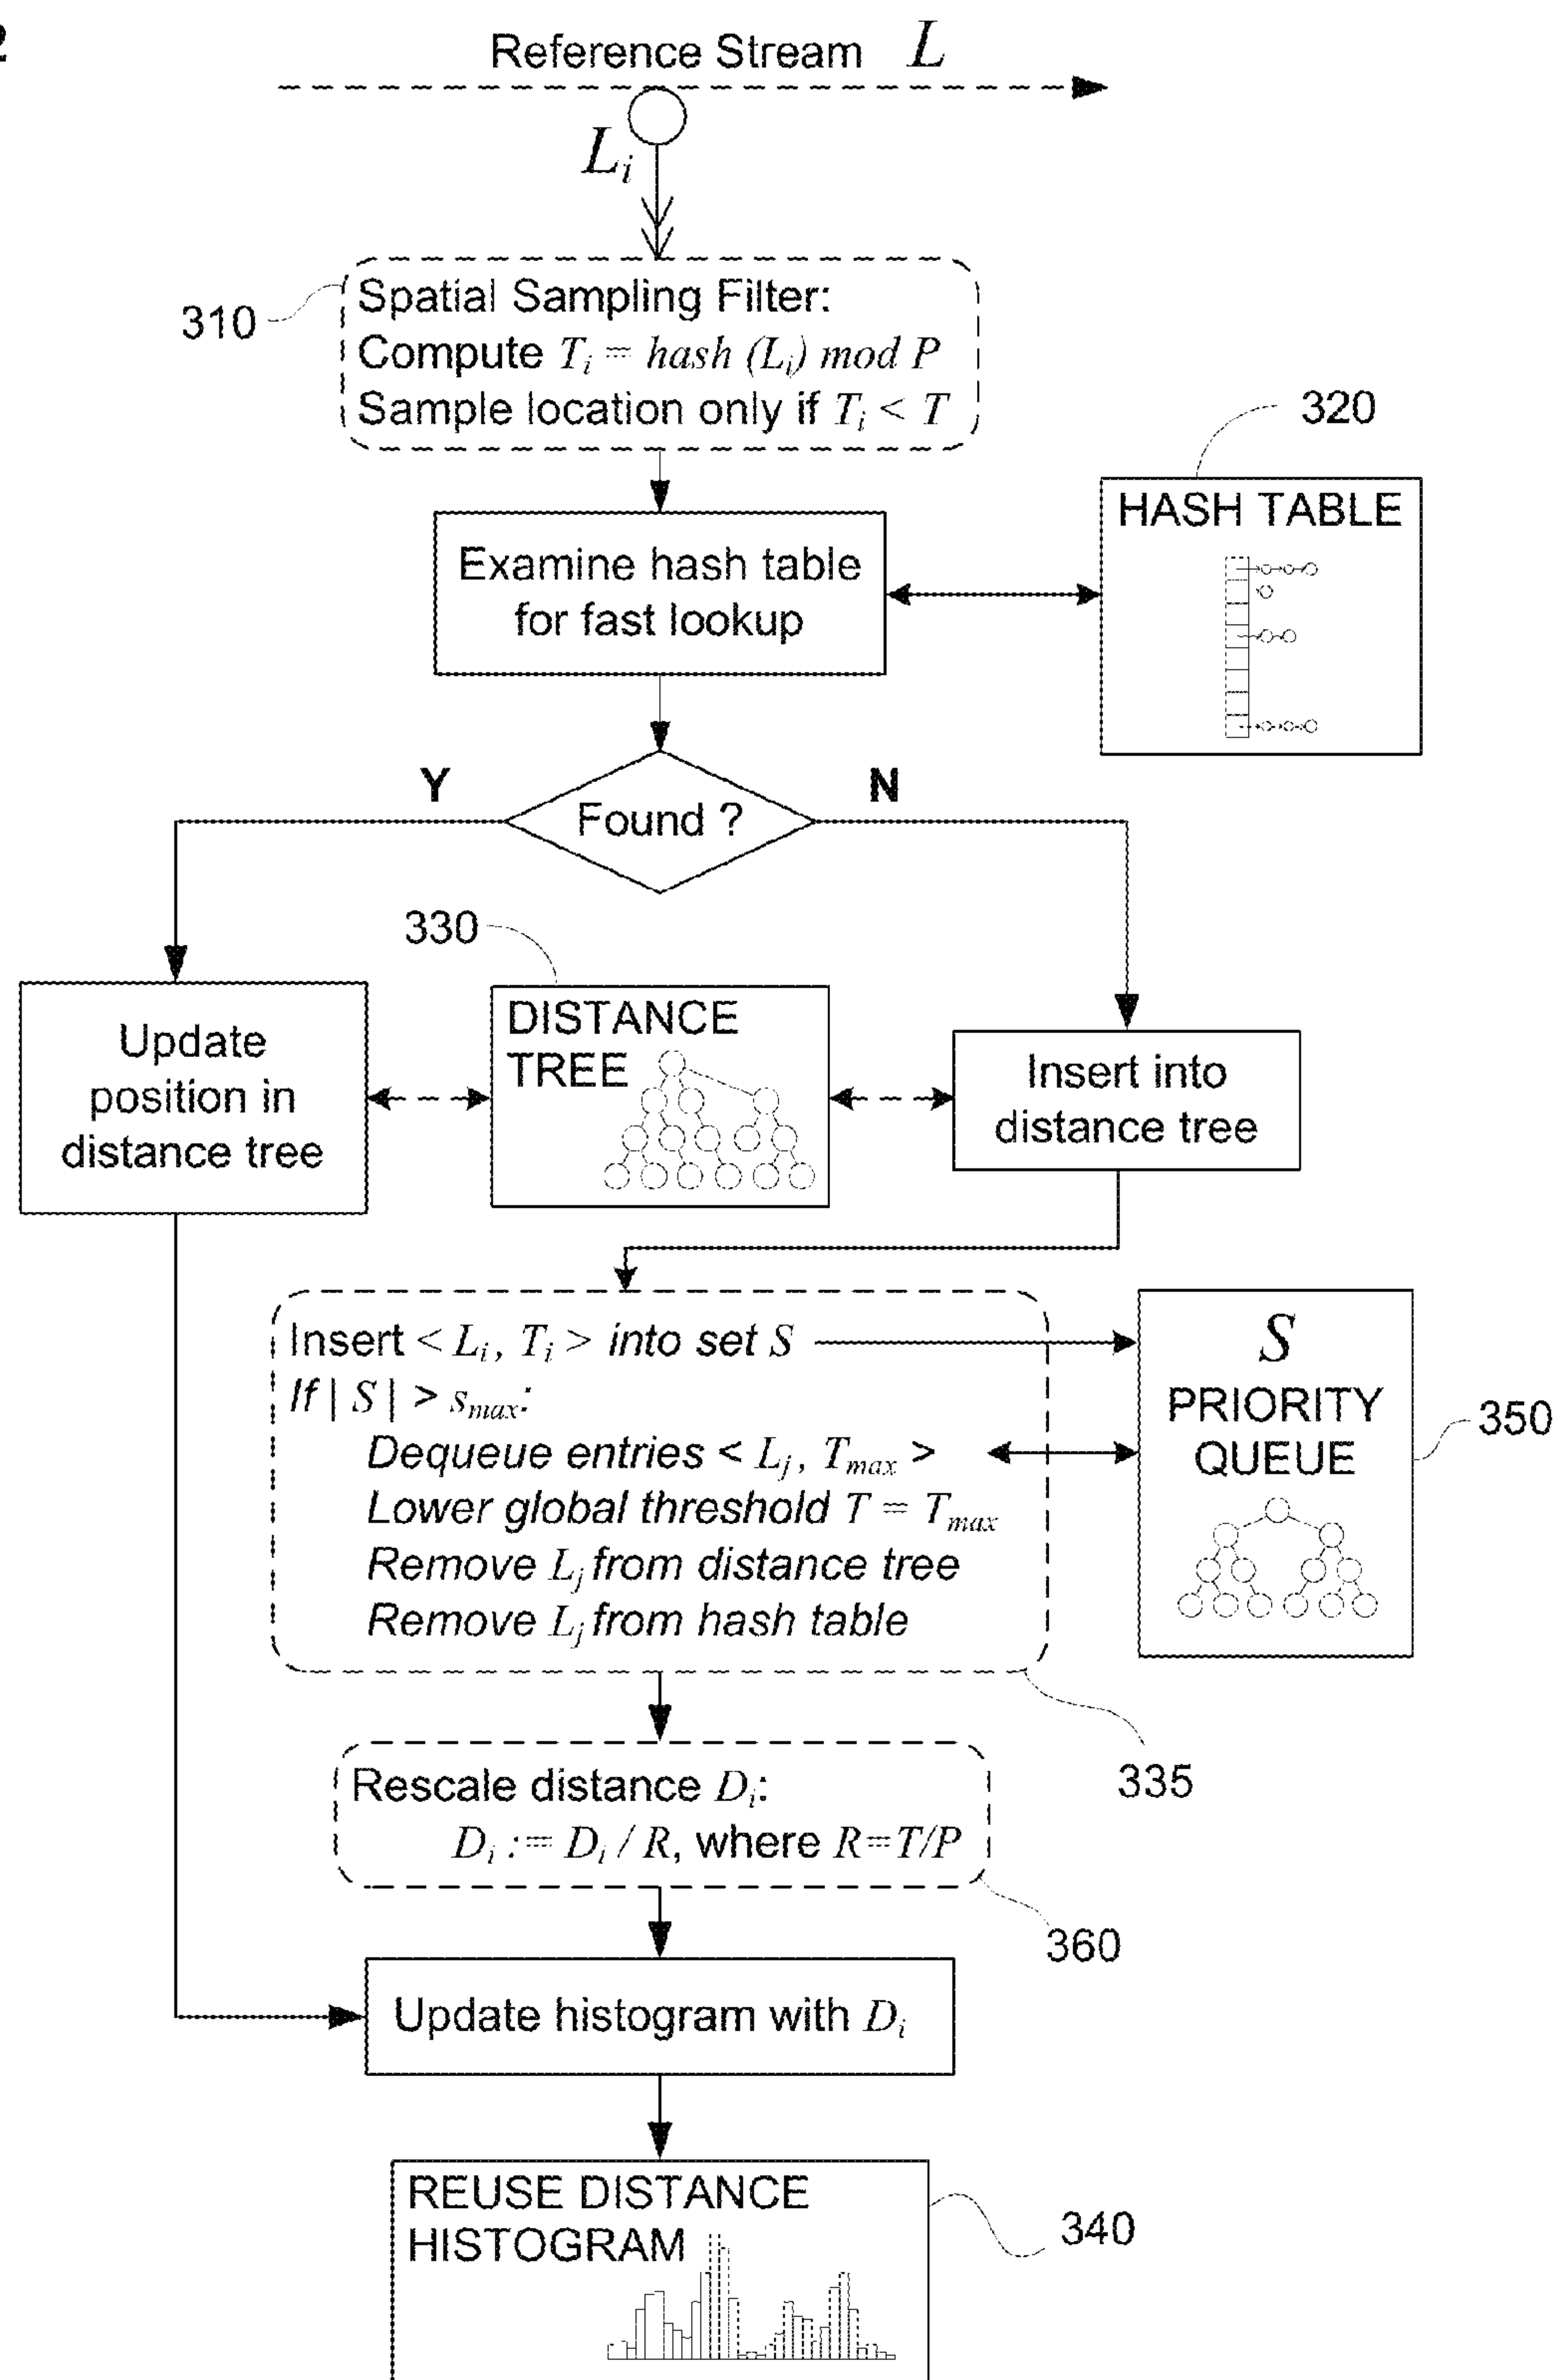 2
Reference Stream L
Lᵢ
310
Spatial Sampling Filter:
Compute Tᵢ = hash (Lᵢ) mod P
Sample location only if Tᵢ < T
320
HASH TABLE
Examine hash table
for fast lookup
Y
Found ?
N
330
Update
position in
distance tree
DISTANCE
TREE
Insert into
distance tree
Insert < Lᵢ, Tᵢ > into set S
If | S | > sₘₐₓ:
Dequeue entries < Lⱼ, Tₘₐₓ >
Lower global threshold T = Tₘₐₓ
Remove Lⱼ from distance tree
Remove Lⱼ from hash table
S
PRIORITY
QUEUE
350
335
Rescale distance Dᵢ:
Dᵢ := Dᵢ / R, where R=T/P
360
Update histogram with Dᵢ
REUSE DISTANCE
HISTOGRAM
340